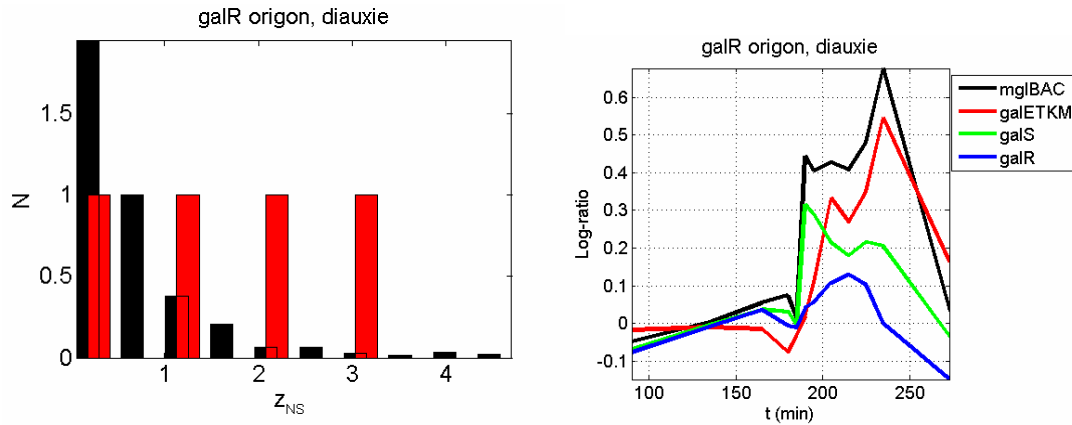 galR origon, diauxie
1.5
1
0.5
0
N
1
2
3
4
zNS
galR origon, diauxie
0.6
0.5
0.4
0.3
0.2
0.1
0
-0.1
Log-ratio
100
150
200
250
t (min)
mglBAC
galETKM
galS
galR